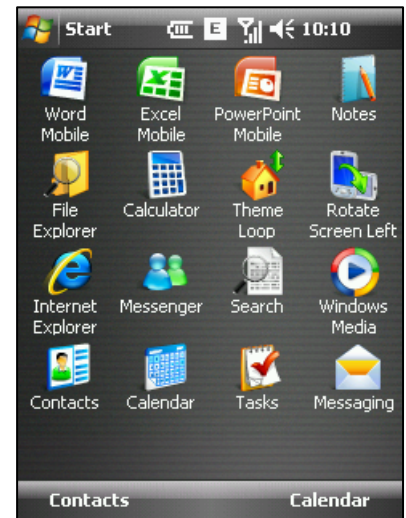 Start E 10:10
Word Excel PowerPoint Notes
Mobile Mobile Mobile
File Calculator Theme Rotate
Explorer Loop Screen Left
Internet Messenger Search Windows
Explorer Media
Contacts Calendar Tasks Messaging
Contacts Calendar